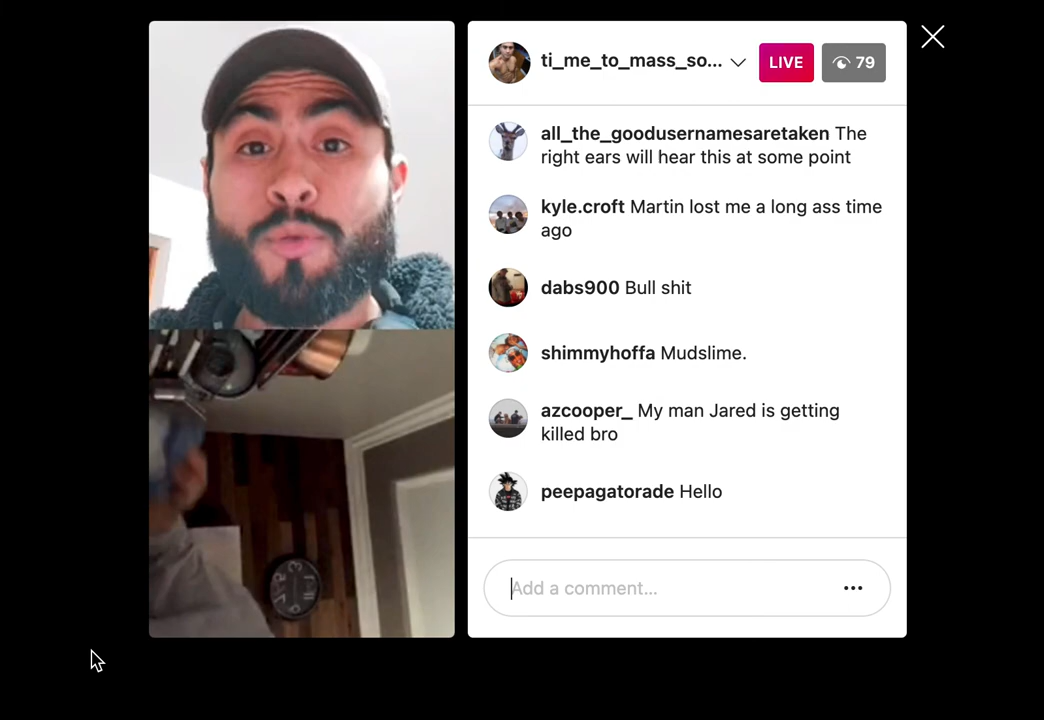 ti_me_to_mass_so...
LIVE
79
all_the_goodusernamesaretaken The
right ears will hear this at some point
kyle.croft Martin lost me a long ass time
ago
dabs900 Bull shit
shimmyhoffa Mudslime.
azcooper_ My man Jared is getting
killed bro
peepagatorade Hello
Add a comment...